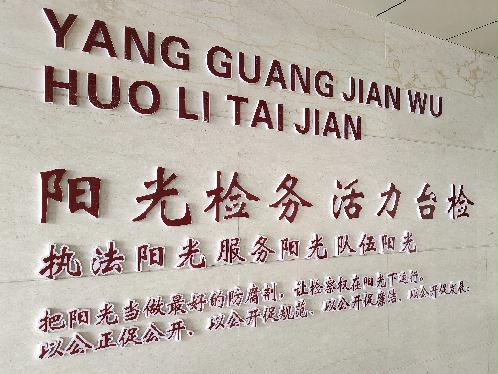 YANG GUANG JIAN WU
HUO LI TAI JIAN
阳光检务 活力台检
执法阳光服务阳光队伍阳光
把阳光当做最好的防腐剂，让检察权在阳光下运行。
以公正促公开、以公开促规范、以公开促廉洁、以公开促发展。